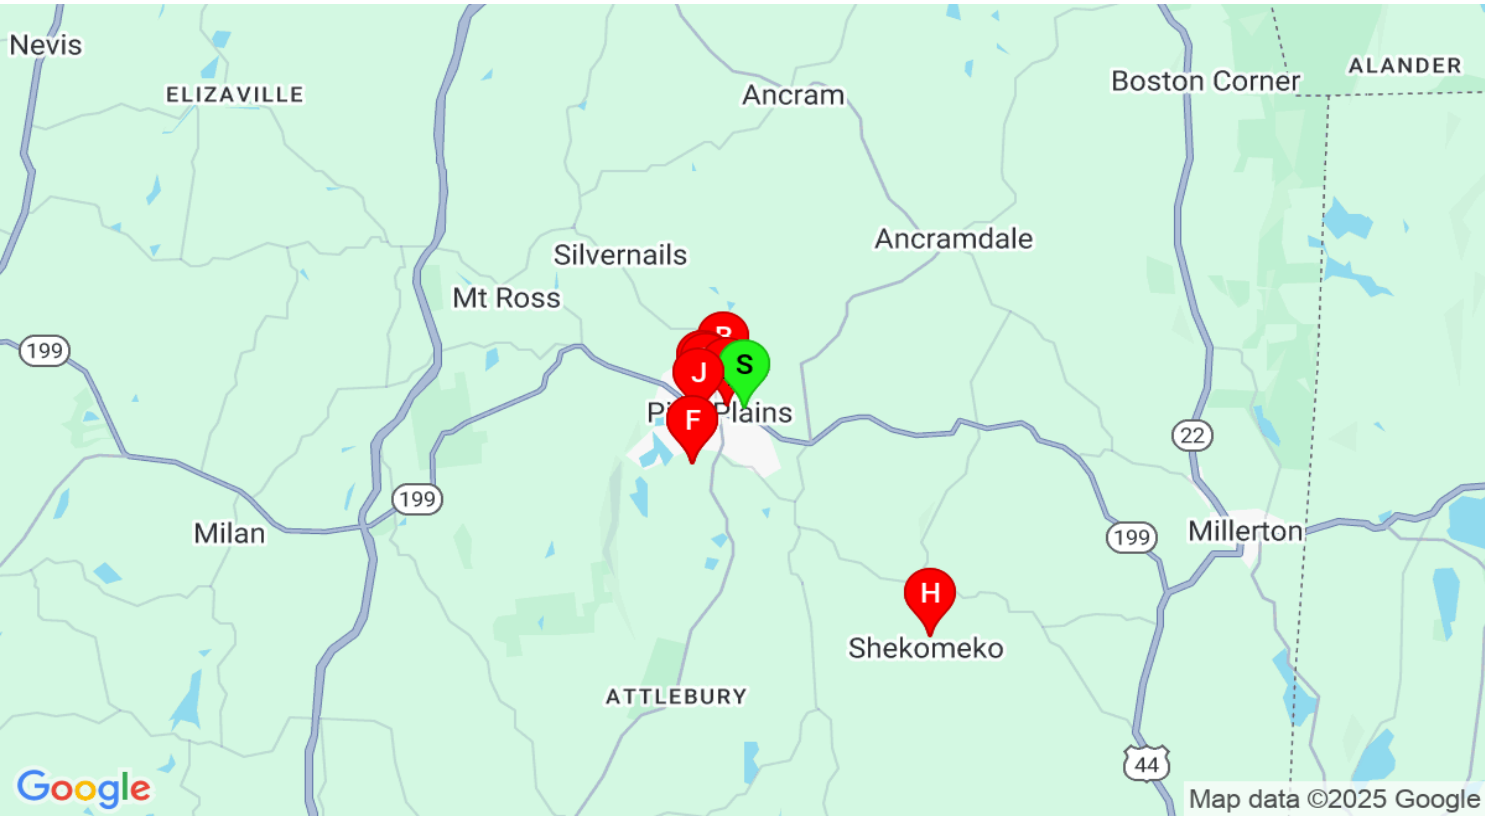 Nevis
ELIZAVILLE
Ancram
Boston Corner
ALANDER
Silvernails
Ancramdale
Mt Ross
199
S
J
Plains
F
22
199
Milan
199
Millerton
H
Shekomeko
ATTLEBURY
44
Google
Map data ©2025 Google